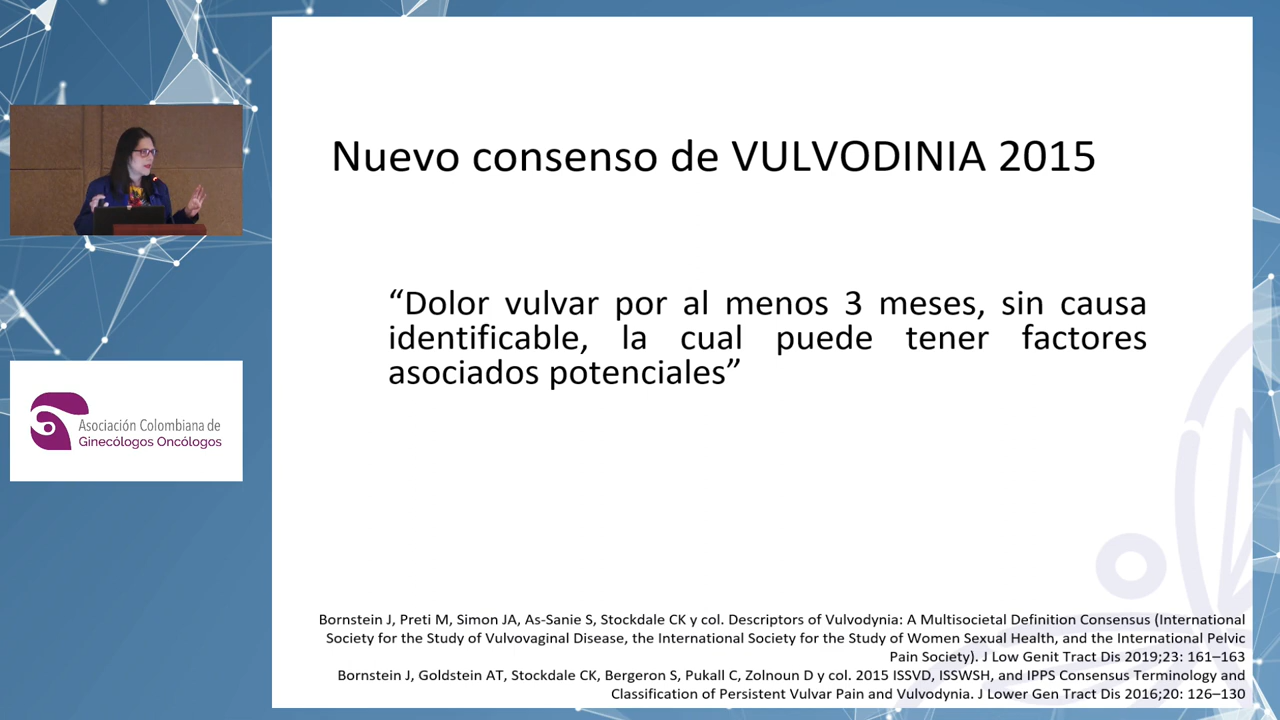 Nuevo consenso de VULVODINIA 2015
“Dolor vulvar por al menos 3 meses, sin causa
identificable, la cual puede tener factores
asociados potenciales”
Asociación Colombiana de
Ginecólogos Oncólogos
Bornstein J, Preti M, Simon JA, As-Sanie S, Stockdale CK y col. Descriptors of Vulvodynia: A Multisocietal Definition Consensus (International
Society for the Study of Vulvovaginal Disease, the International Society for the Study of Women Sexual Health, and the International Pelvic
Pain Society). J Low Genit Tract Dis 2019;23: 161–163
Bornstein J, Goldstein AT, Stockdale CK, Bergeron S, Pukall C, Zolnoun D y col. 2015 ISSVD, ISSWSH, and IPPS Consensus Terminology and
Classification of Persistent Vulvar Pain and Vulvodynia. J Lower Gen Tract Dis 2016;20: 126–130